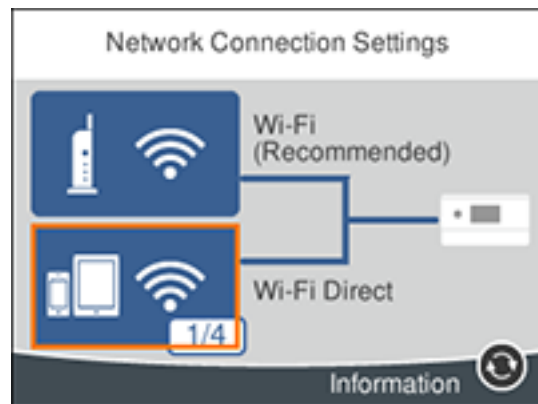 Network Connection Settings
Wi-Fi
(Recommended)
Wi-Fi Direct
1/4
Information